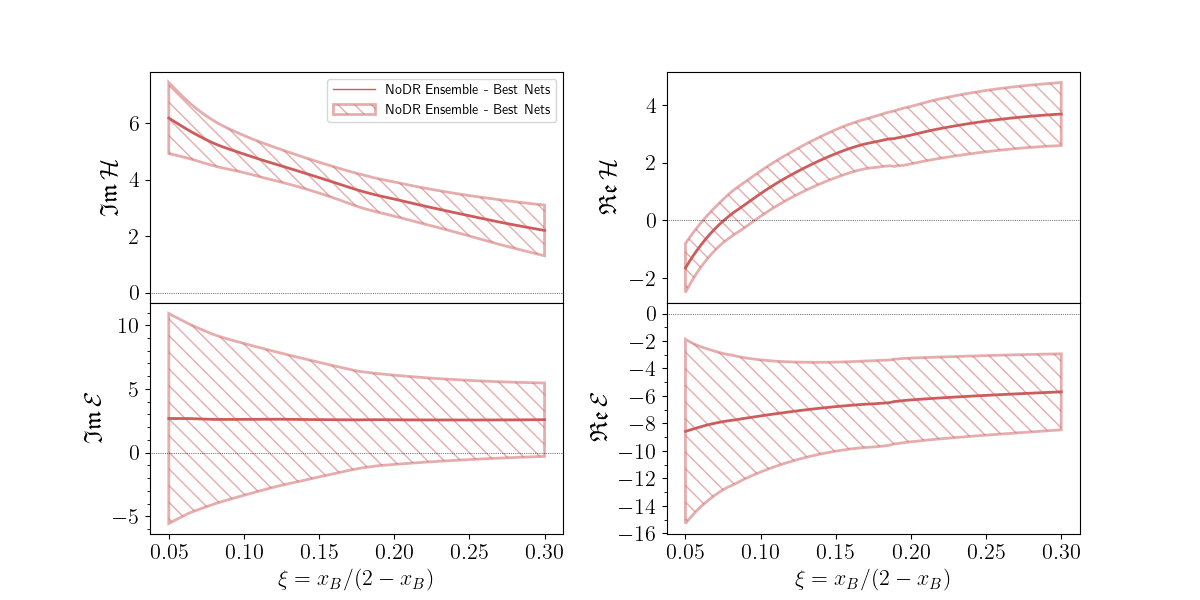 NoDR Ensemble - Best Nets
NoDR Ensemble - Best Nets
ℑ𝔪 ℋ
6
4
2
0
ℜ𝔢 ℋ
4
2
0
−2
ℑ𝔪 ℰ
10
5
0
−5
0.05 0.10 0.15 0.20 0.25 0.30
ξ = x_B/(2 − x_B)
ℜ𝔢 ℰ
0
−2
−4
−6
−8
−10
−12
−14
−16
0.05 0.10 0.15 0.20 0.25 0.30
ξ = x_B/(2 − x_B)